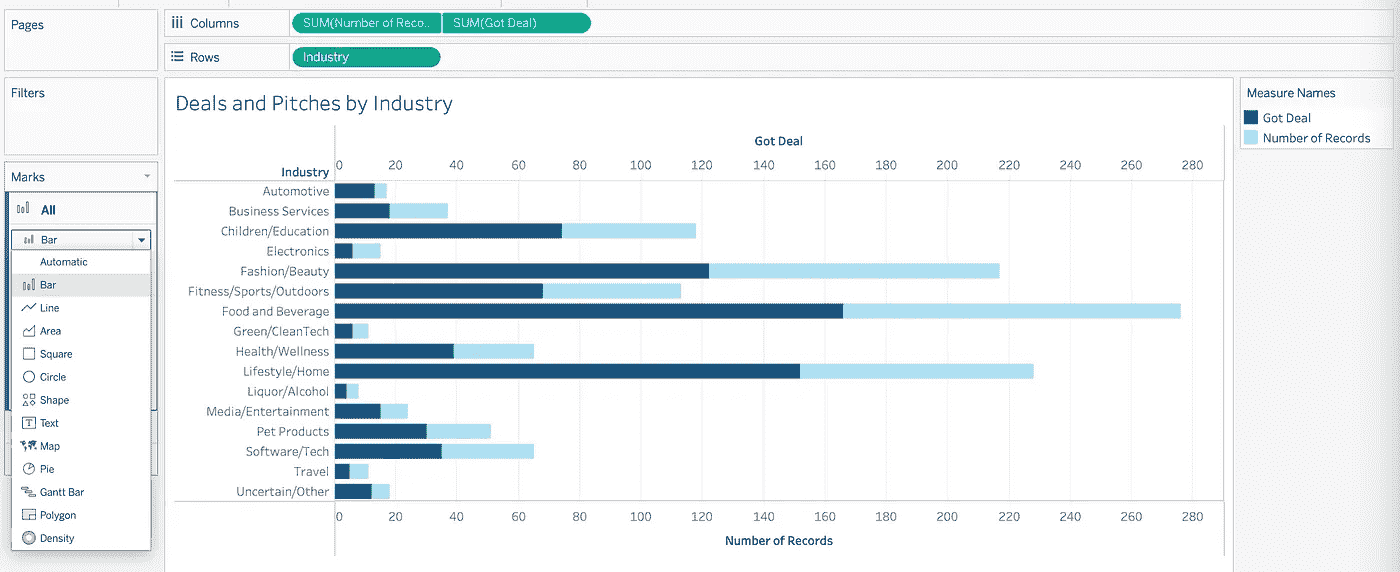 Pages
Columns
SUM(Number of Reco..
SUM(Got Deal)
Rows
Industry
Filters
Marks
All
Bar
Automatic
Bar
Line
Area
Square
Circle
Shape
Text
Map
Pie
Gantt Bar
Polygon
Density
Deals and Pitches by Industry
Got Deal
0 20 40 60 80 100 120 140 160 180 200 220 240 260 280
Industry
Automotive
Business Services
Children/Education
Electronics
Fashion/Beauty
Fitness/Sports/Outdoors
Food and Beverage
Green/CleanTech
Health/Wellness
Lifestyle/Home
Liquor/Alcohol
Media/Entertainment
Pet Products
Software/Tech
Travel
Uncertain/Other
0 20 40 60 80 100 120 140 160 180 200 220 240 260 280
Number of Records
Measure Names
Got Deal
Number of Records